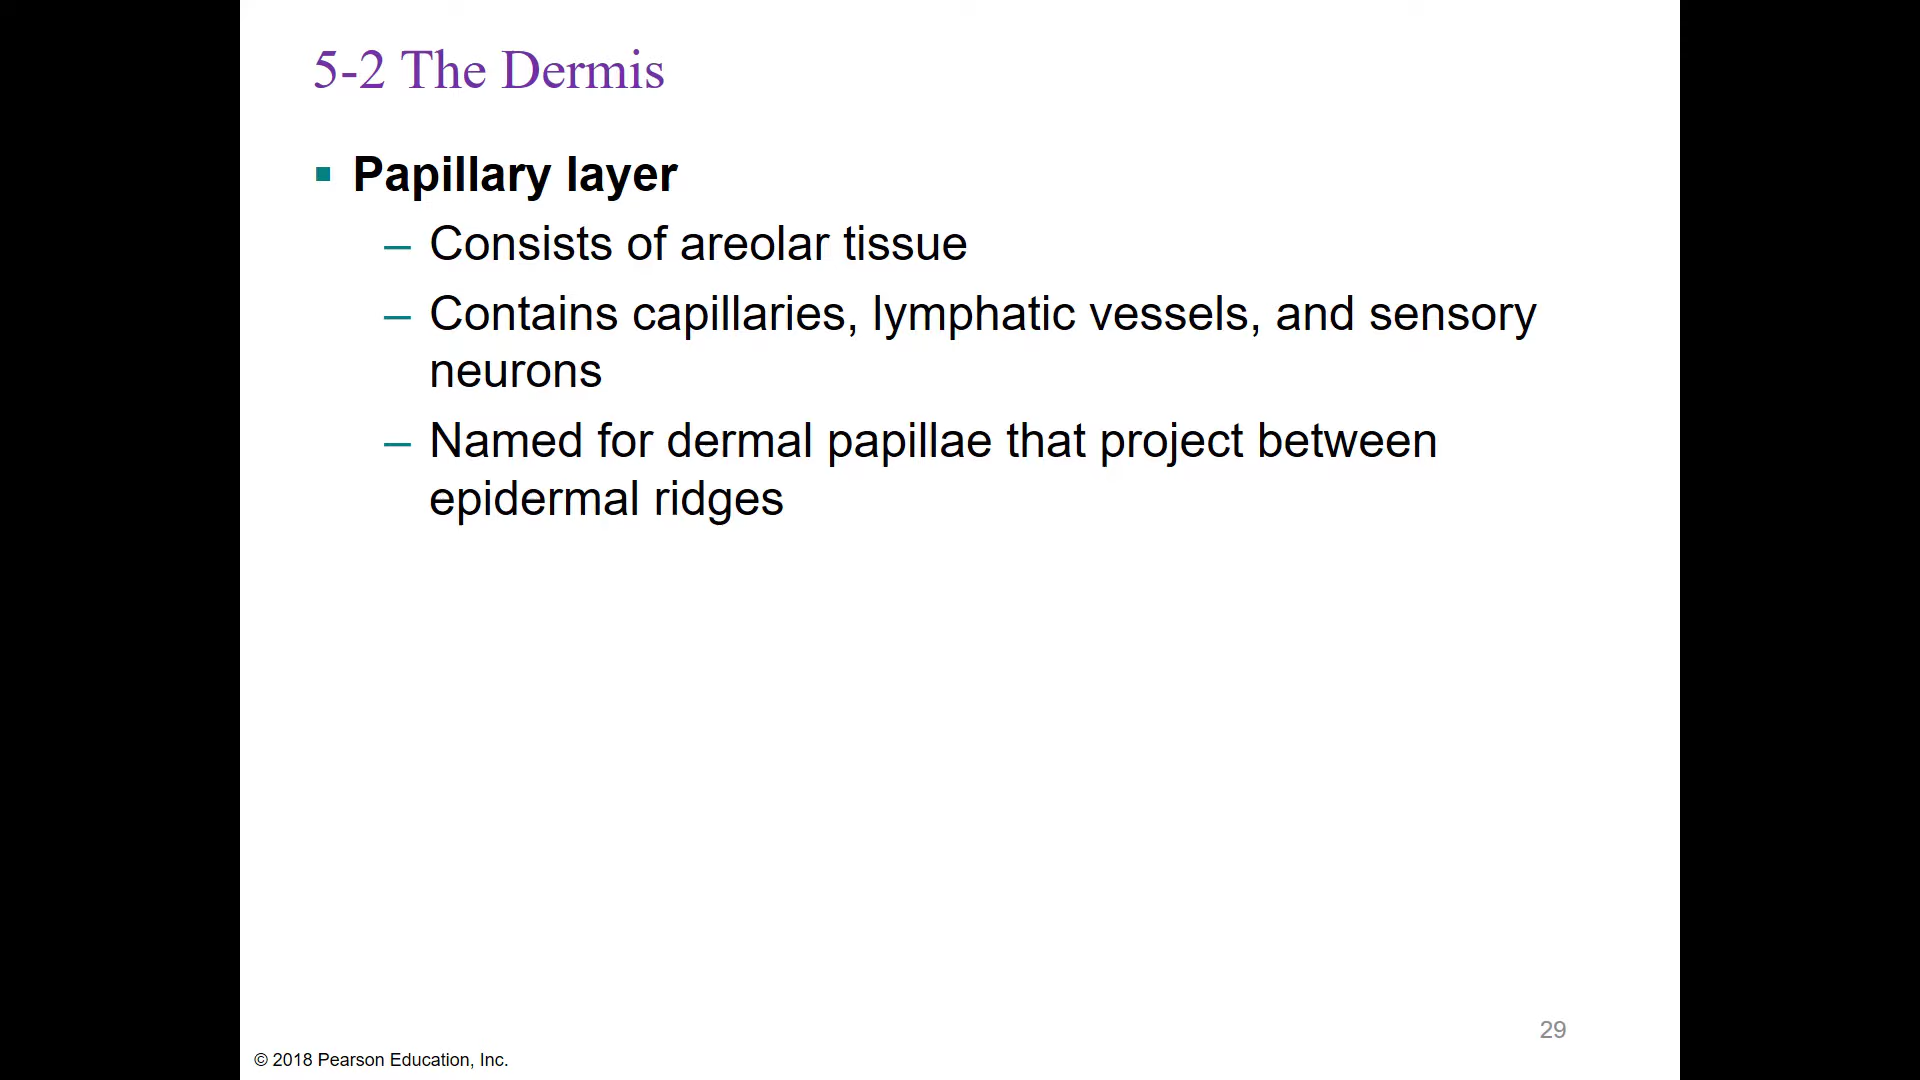 5-2 The Dermis
▪ Papillary layer
– Consists of areolar tissue
– Contains capillaries, lymphatic vessels, and sensory
neurons
– Named for dermal papillae that project between
epidermal ridges
29
© 2018 Pearson Education, Inc.